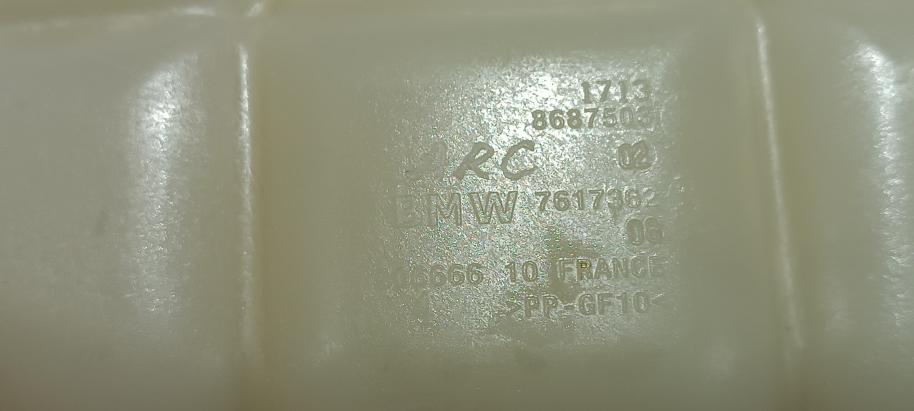 1713
8687503
ARC 02
BMW 7617362
06
10 FRANCE
>PP-GF10<